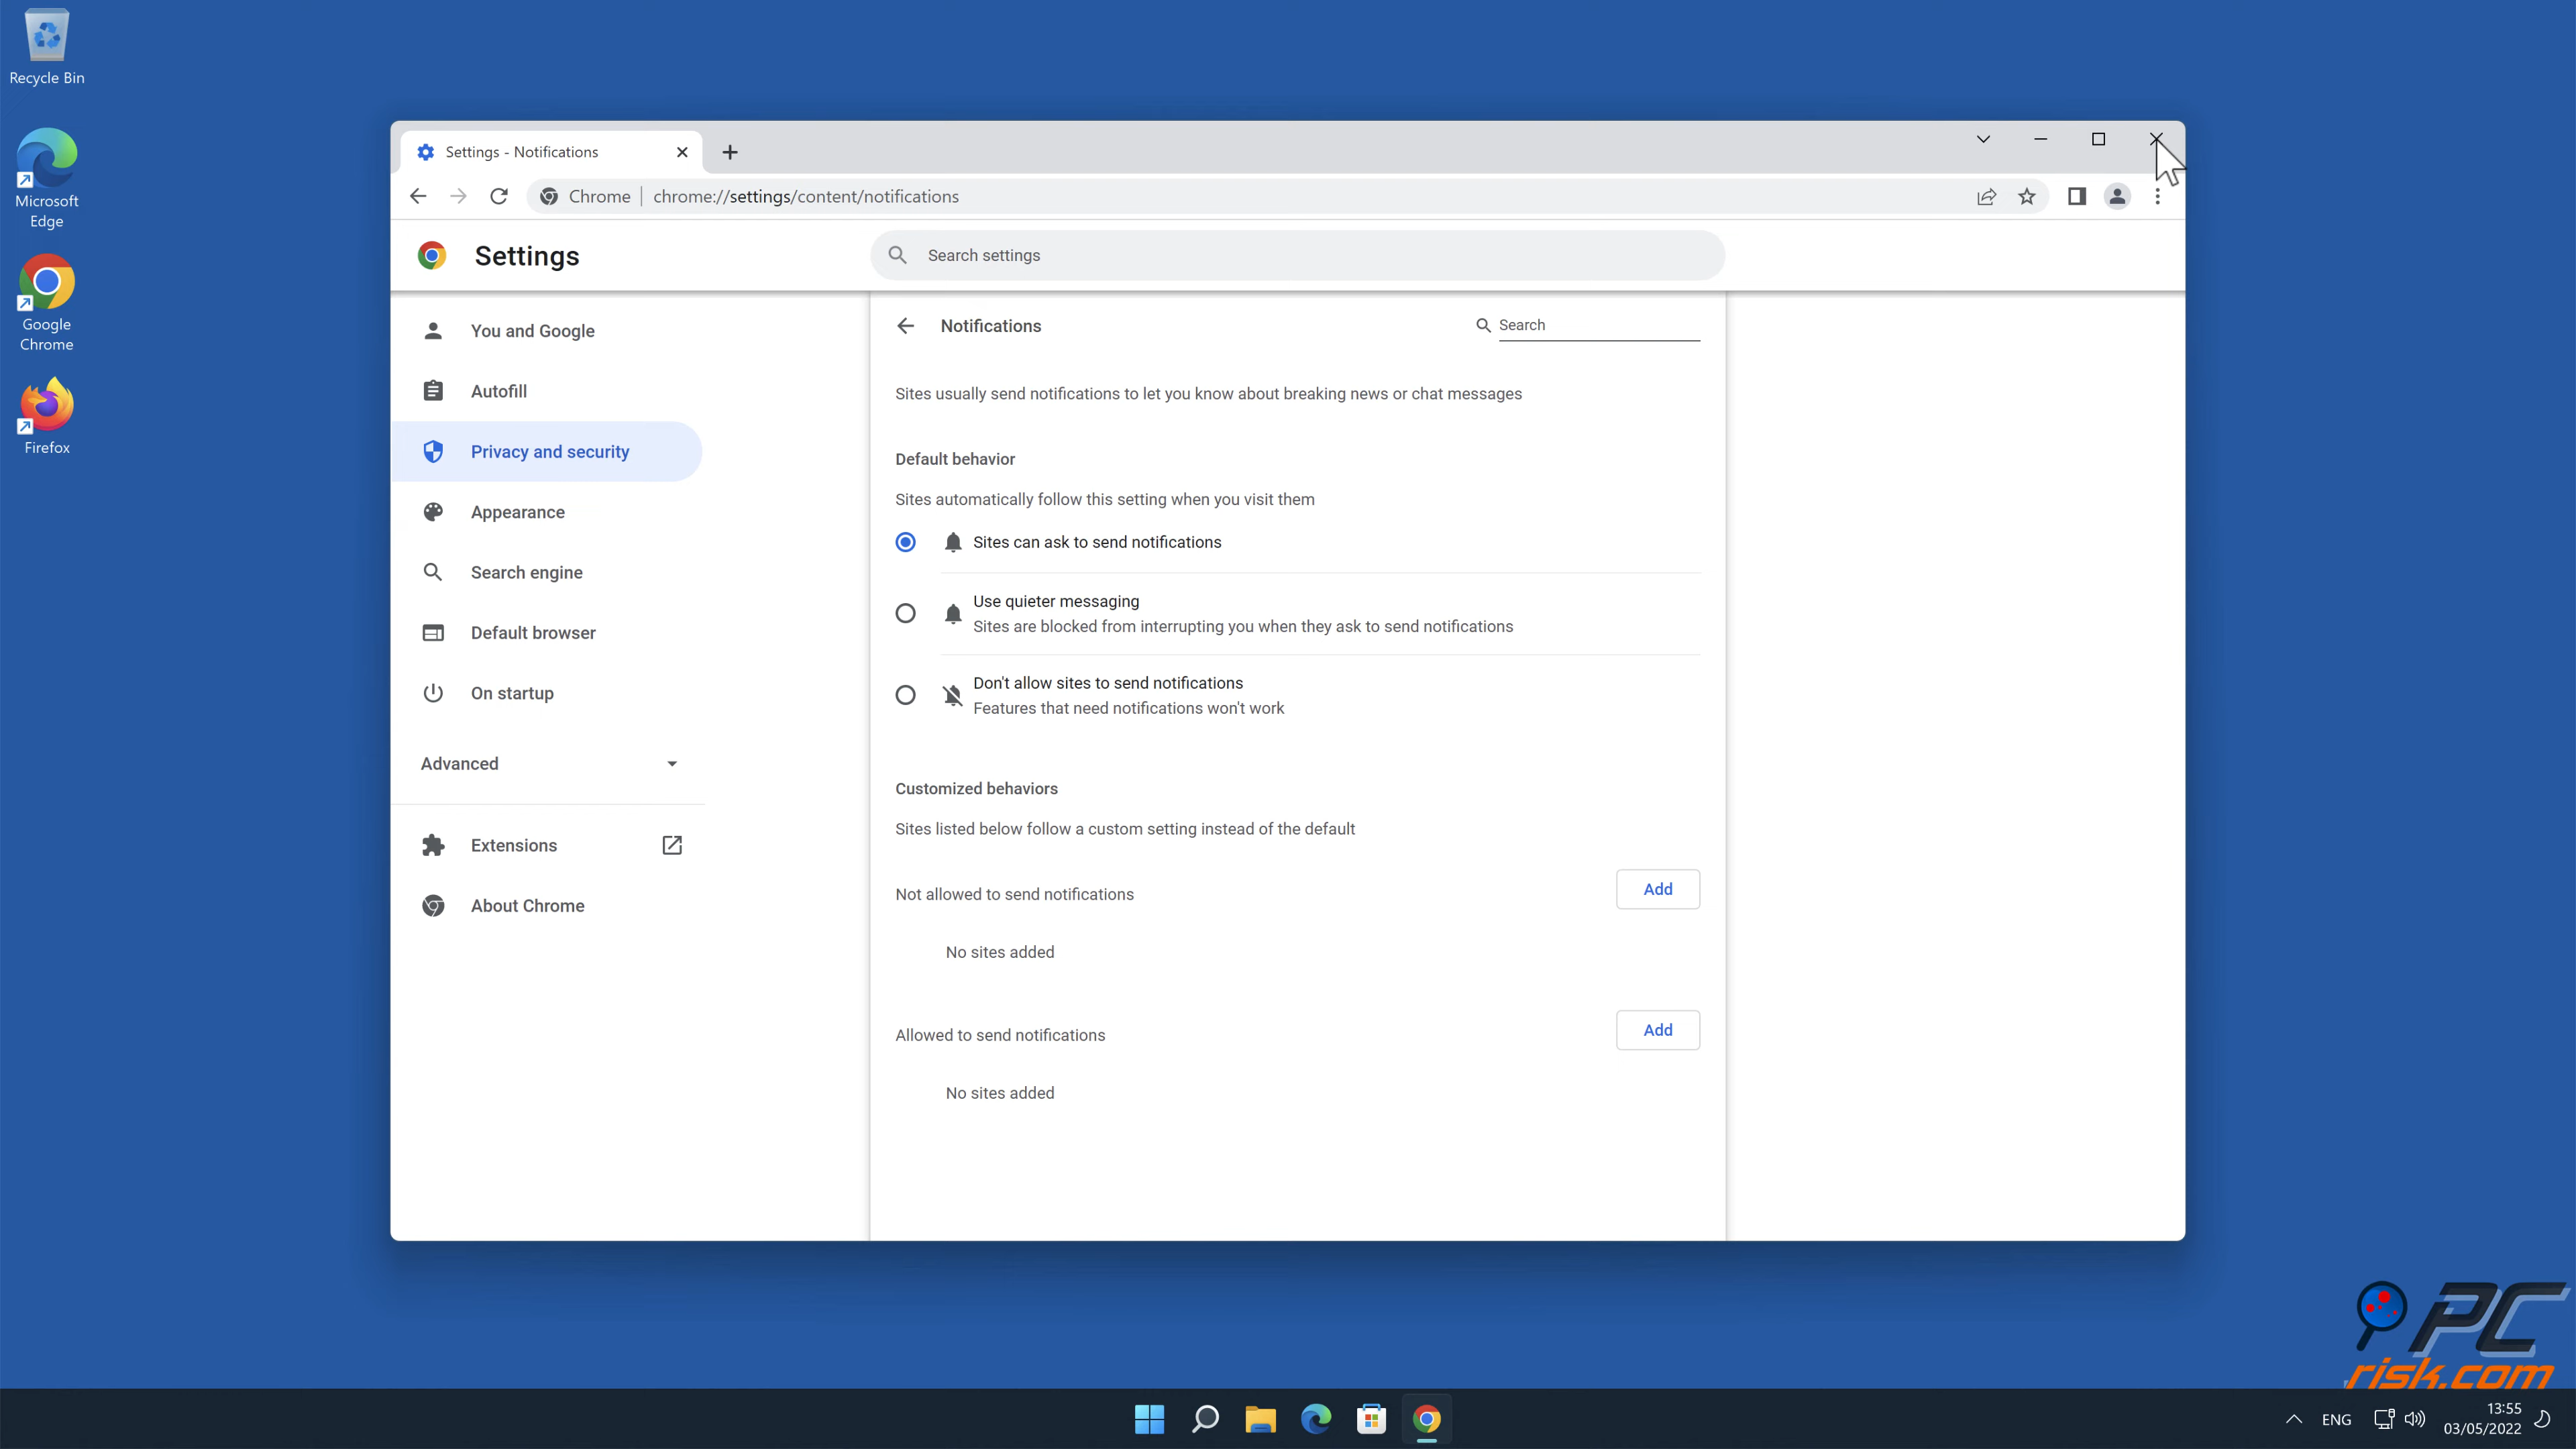 Recycle Bin
Microsoft
Edge
Google
Chrome
Firefox
Settings - Notifications
Chrome
chrome://settings/content/notifications
Settings
Search settings
You and Google
Autofill
Privacy and security
Appearance
Search engine
Default browser
On startup
Advanced
Extensions
About Chrome
Notifications
Search
Sites usually send notifications to let you know about breaking news or chat messages
Default behavior
Sites automatically follow this setting when you visit them
Sites can ask to send notifications
Use quieter messaging
Sites are blocked from interrupting you when they ask to send notifications
Don't allow sites to send notifications
Features that need notifications won't work
Customized behaviors
Sites listed below follow a custom setting instead of the default
Not allowed to send notifications
Add
No sites added
Allowed to send notifications
Add
No sites added
PC
risk.com
ENG
13:55
03/05/2022